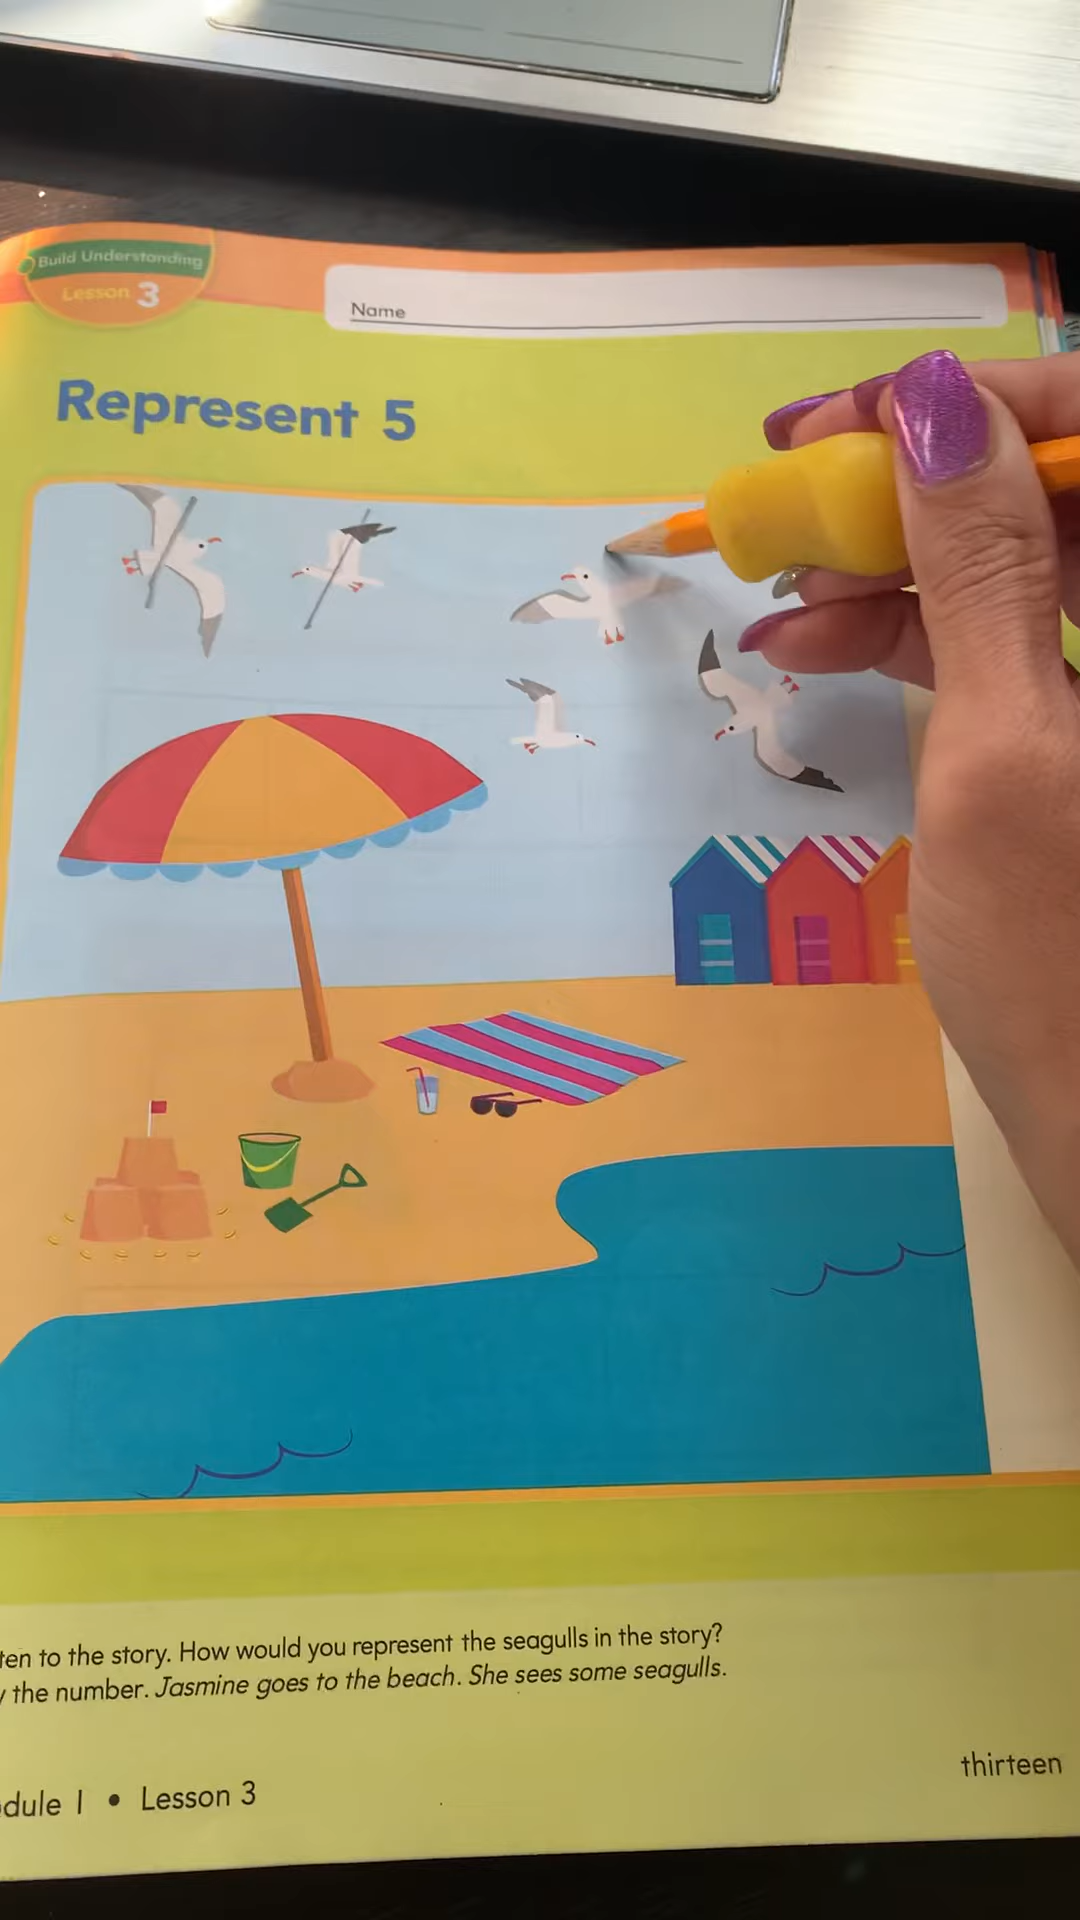 Build Understanding
Lesson 3
Name
Represent 5
ten to the story. How would you represent the seagulls in the story?
y the number. Jasmine goes to the beach. She sees some seagulls.
thirteen
dule 1 • Lesson 3